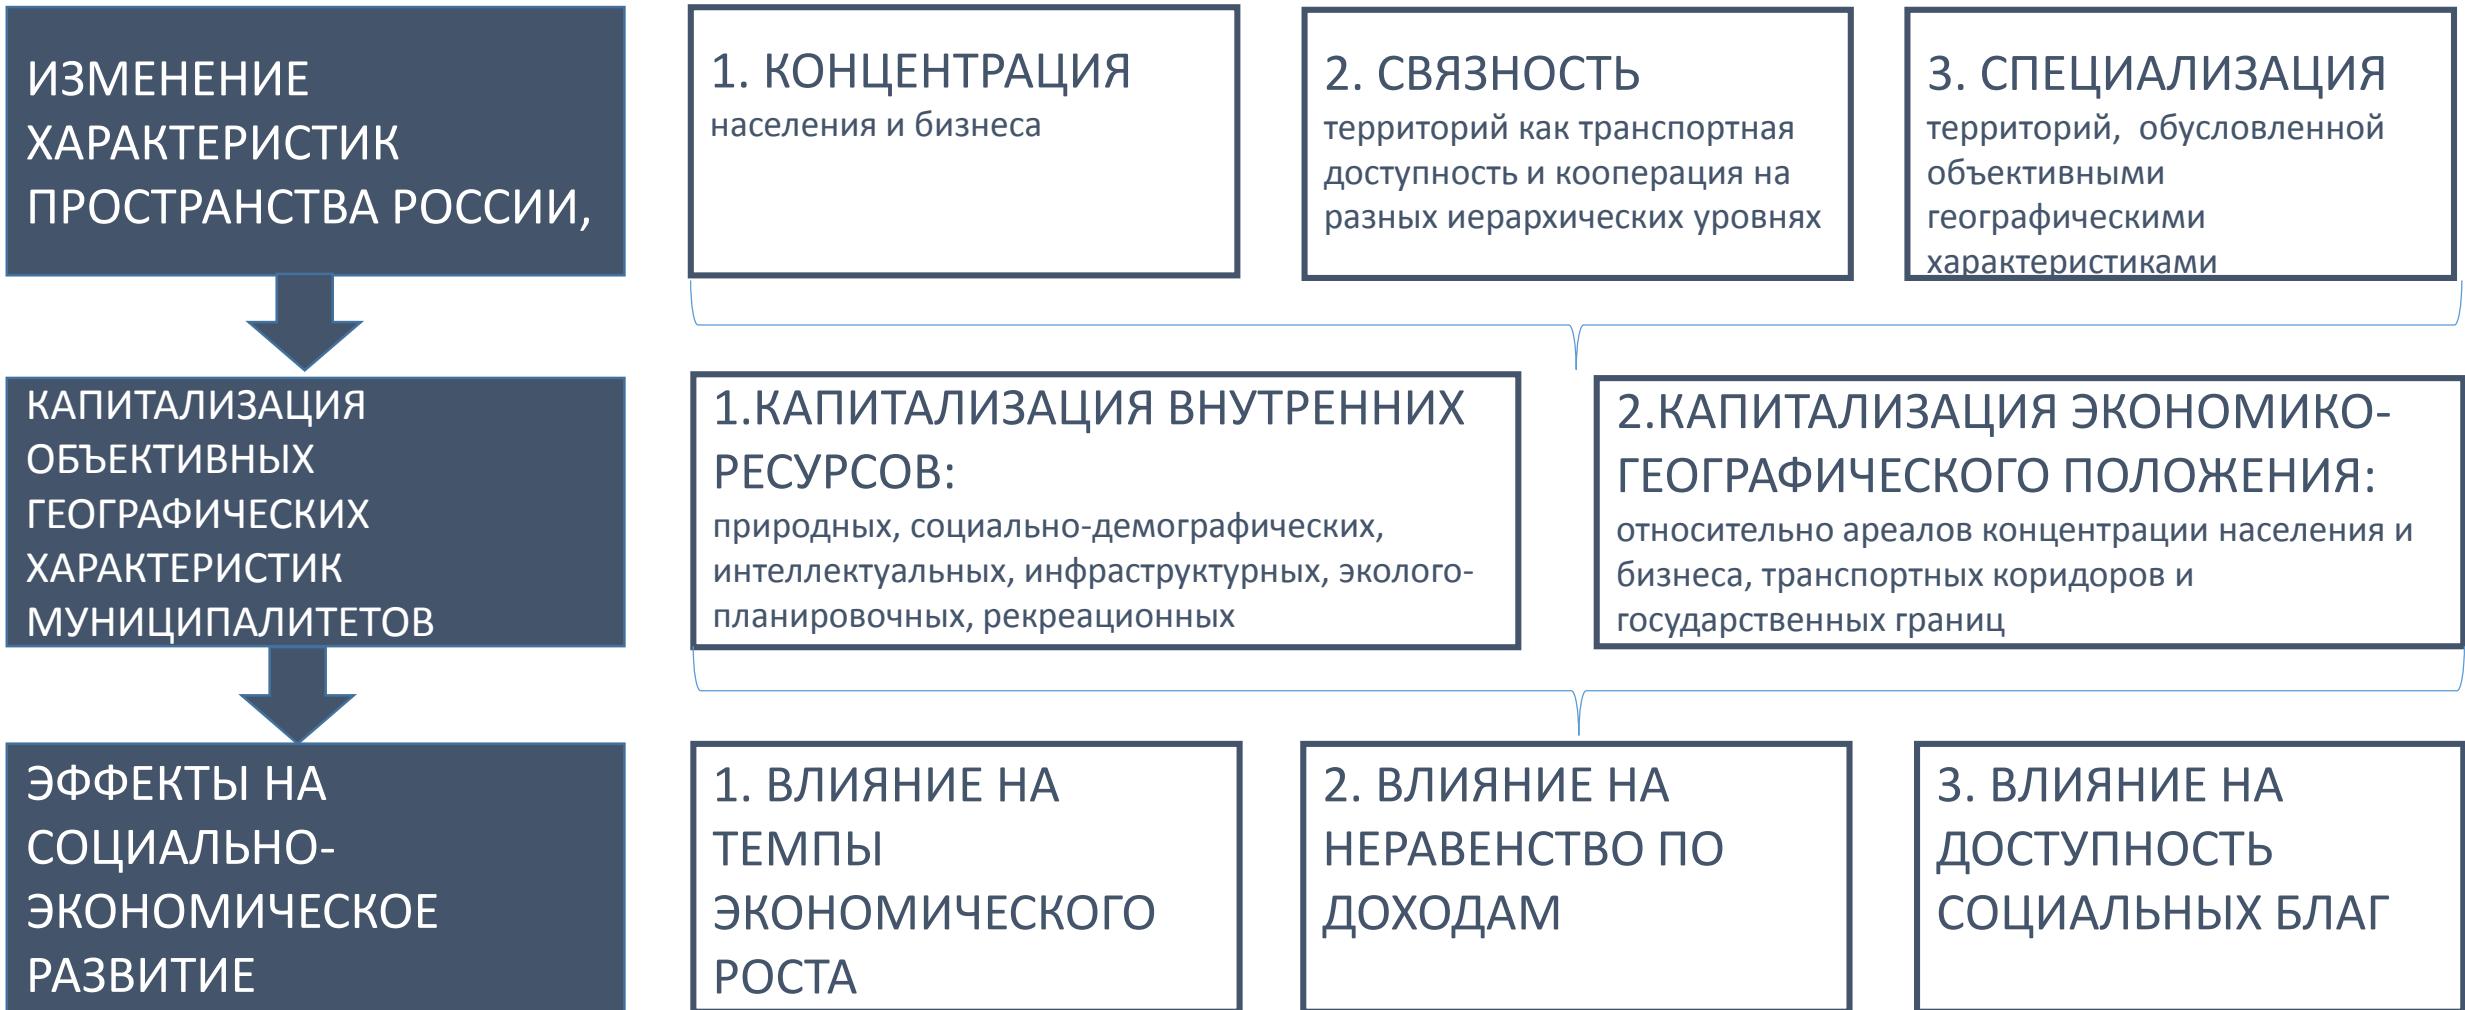 ИЗМЕНЕНИЕ
ХАРАКТЕРИСТИК
ПРОСТРАНСТВА РОССИИ,
1. КОНЦЕНТРАЦИЯ
населения и бизнеса
2. СВЯЗНОСТЬ
территорий как транспортная
доступность и кооперация на
разных иерархических уровнях
3. СПЕЦИАЛИЗАЦИЯ
территорий, обусловленной
объективными
географическими
характеристиками
КАПИТАЛИЗАЦИЯ
ОБЪЕКТИВНЫХ
ГЕОГРАФИЧЕСКИХ
ХАРАКТЕРИСТИК
МУНИЦИПАЛИТЕТОВ
1.КАПИТАЛИЗАЦИЯ ВНУТРЕННИХ
РЕСУРСОВ:
природных, социально-демографических,
интеллектуальных, инфраструктурных, эколого-
планировочных, рекреационных
2.КАПИТАЛИЗАЦИЯ ЭКОНОМИКО-
ГЕОГРАФИЧЕСКОГО ПОЛОЖЕНИЯ:
относительно ареалов концентрации населения и
бизнеса, транспортных коридоров и
государственных границ
ЭФФЕКТЫ НА
СОЦИАЛЬНО-
ЭКОНОМИЧЕСКОЕ
РАЗВИТИЕ
1. ВЛИЯНИЕ НА
ТЕМПЫ
ЭКОНОМИЧЕСКОГО
РОСТА
2. ВЛИЯНИЕ НА
НЕРАВЕНСТВО ПО
ДОХОДАМ
3. ВЛИЯНИЕ НА
ДОСТУПНОСТЬ
СОЦИАЛЬНЫХ БЛАГ